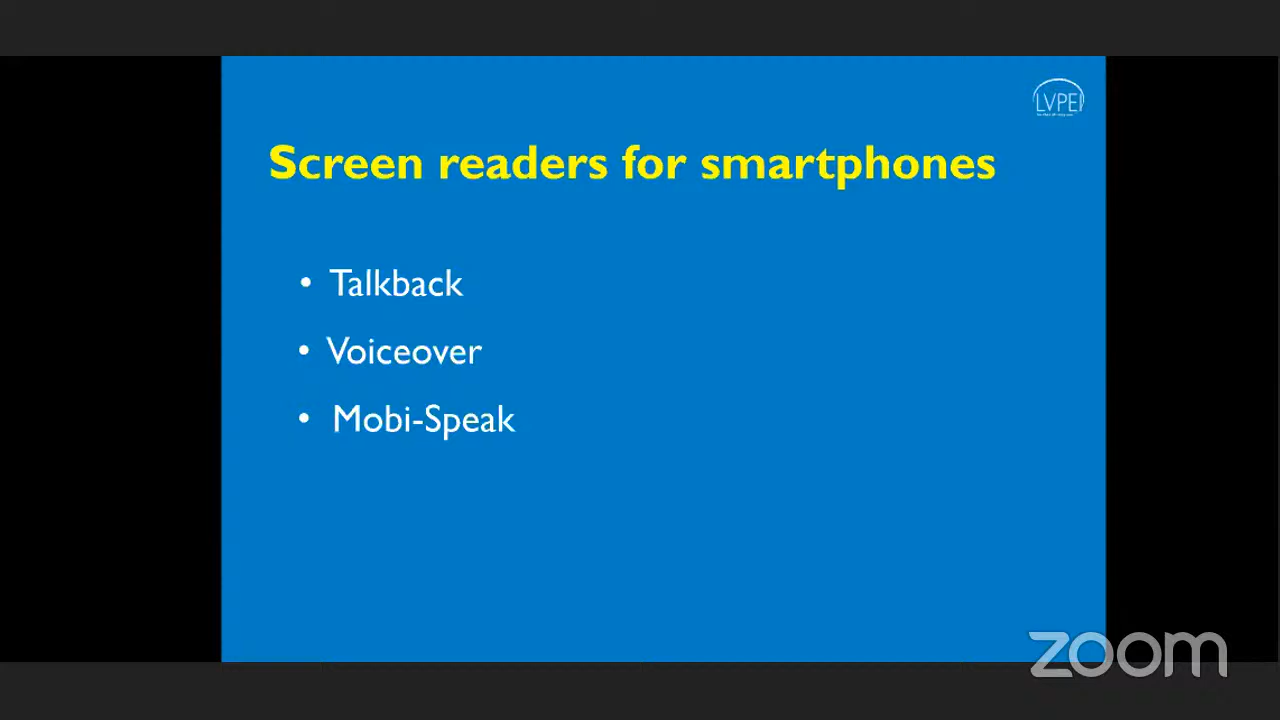 LVPEI
Screen readers for smartphones
• Talkback
• Voiceover
• Mobi-Speak
zoom